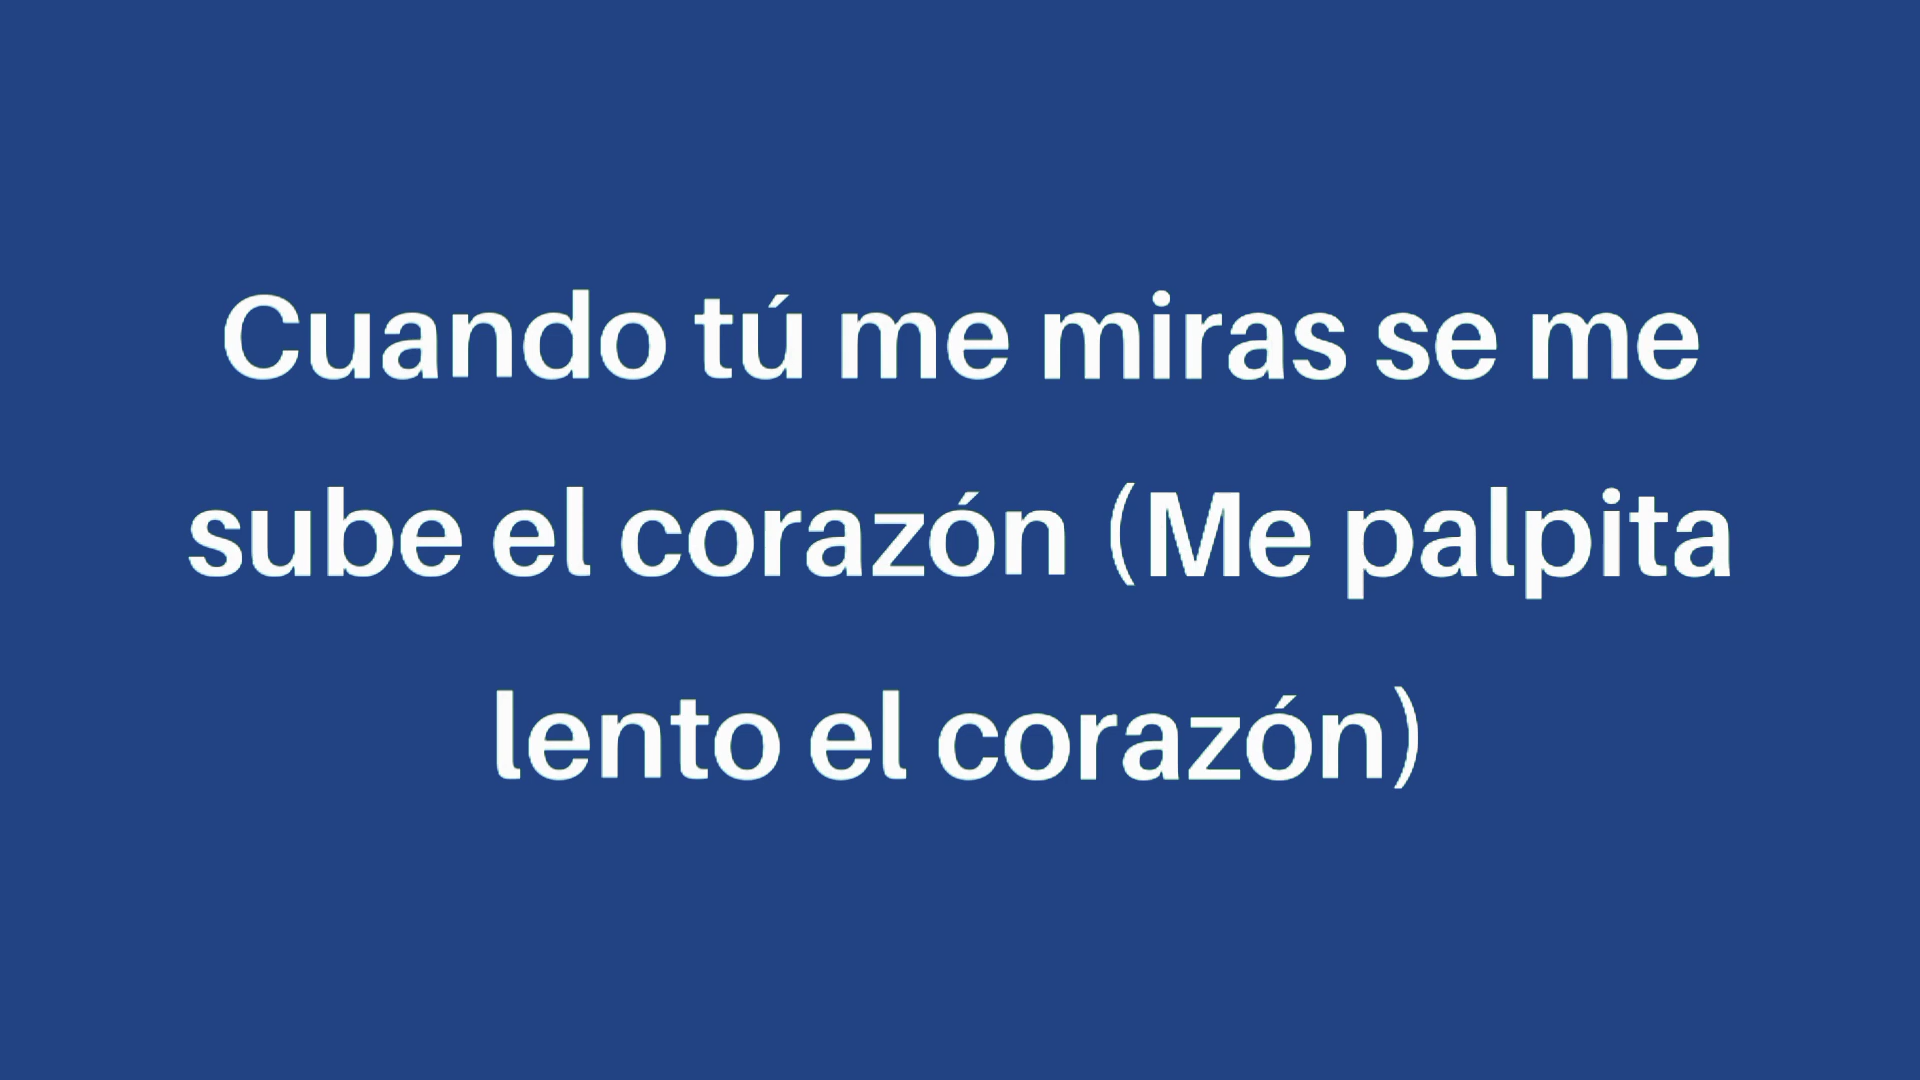 Cuando tú me miras se me
sube el corazón (Me palpita
lento el corazón)